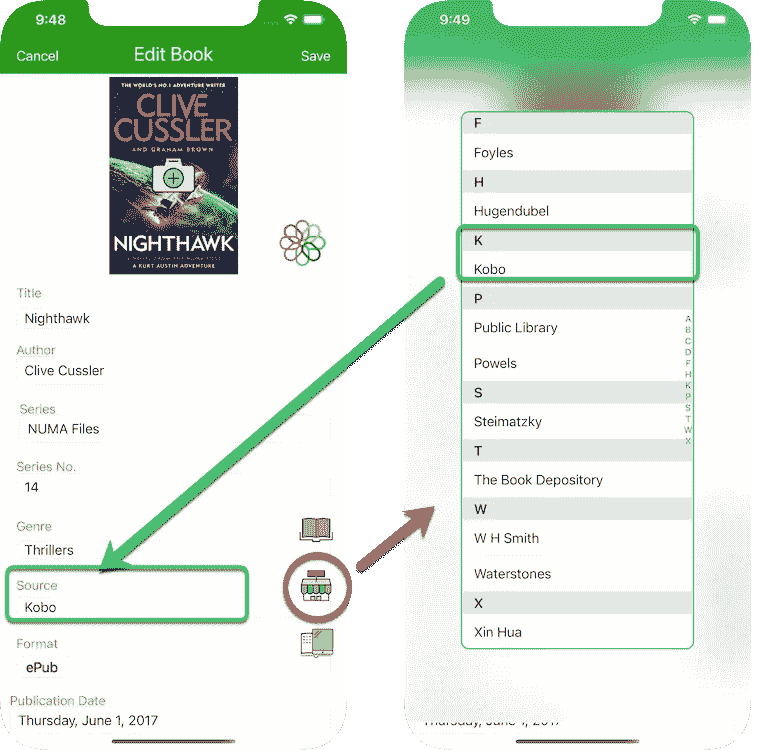 9:48
Cancel
Edit Book
Save
THE WORLD'S NO.1 ADVENTURE WRITER
CLIVE
CUSSLER
AND GRAHAM BROWN
NIGHTHAWK
A KURT AUSTIN ADVENTURE
Title
Nighthawk
Author
Clive Cussler
Series
NUMA Files
Series No.
14
Genre
Thrillers
Source
Kobo
Format
ePub
Publication Date
Thursday, June 1, 2017
9:49
F
Foyles
H
Hugendubel
K
Kobo
P
Public Library
Powels
S
Steimatzky
T
The Book Depository
W
W H Smith
Waterstones
X
Xin Hua
A
B
C
D
F
H
K
P
S
T
W
X
Thursday, June 1, 2017